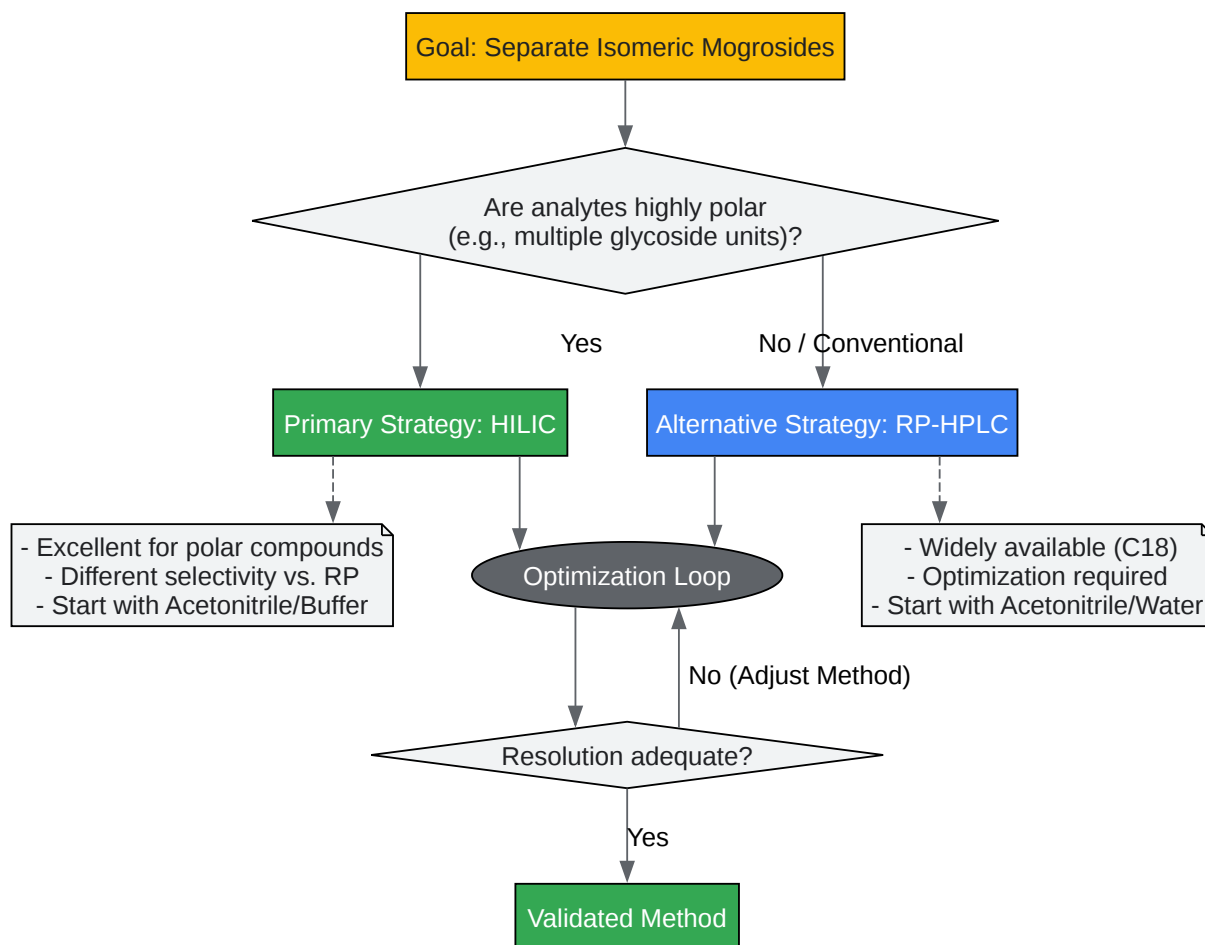 Goal: Separate Isomeric Mogrosides
Are analytes highly polar
(e.g., multiple glycoside units)?
Yes
No / Conventional
Primary Strategy: HILIC
Alternative Strategy: RP-HPLC
- Excellent for polar compounds
- Different selectivity vs. RP
- Start with Acetonitrile/Buffer
- Widely available (C18)
- Optimization required
- Start with Acetonitrile/Water
Optimization Loop
No (Adjust Method)
Resolution adequate?
Yes
Validated Method